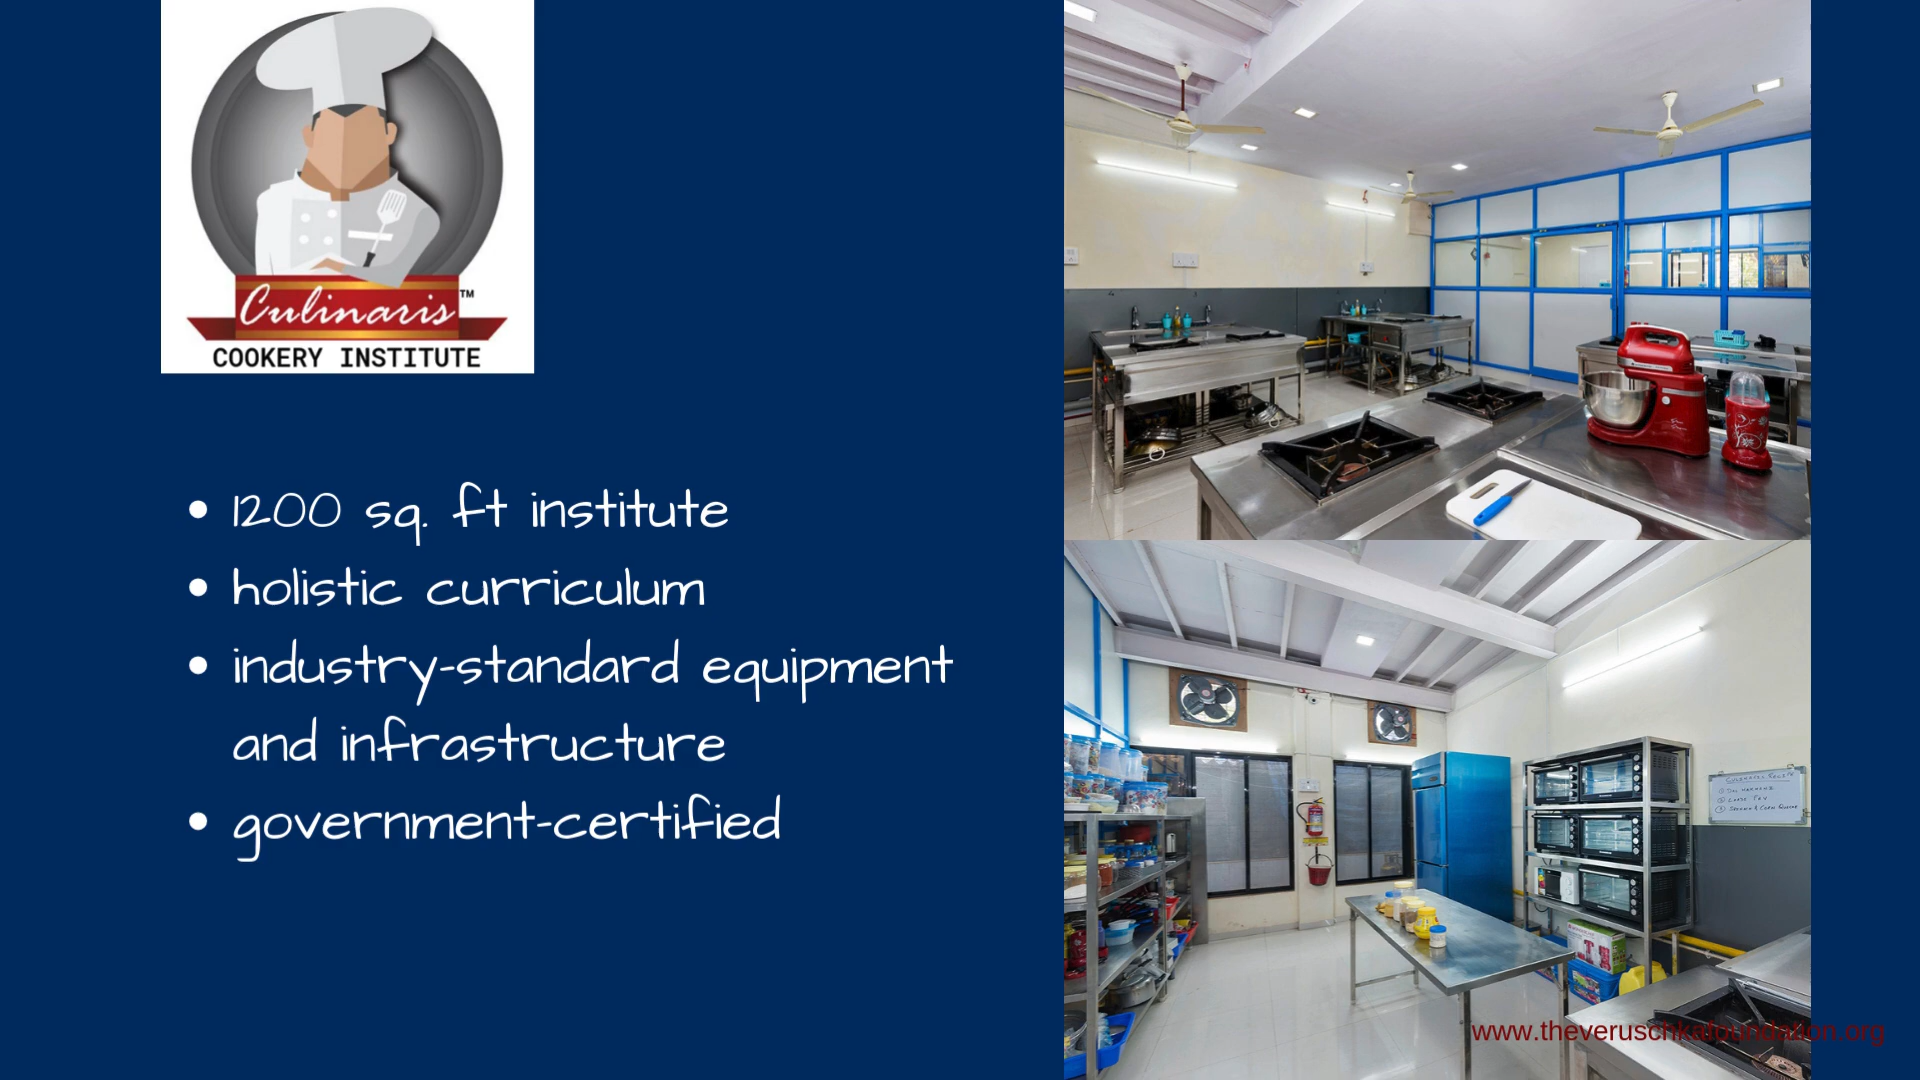 Culinaris™
COOKERY INSTITUTE
1200 sq. ft institute
holistic curriculum
industry-standard equipment
and infrastructure
government-certified
www.theveruschkafoundation.org